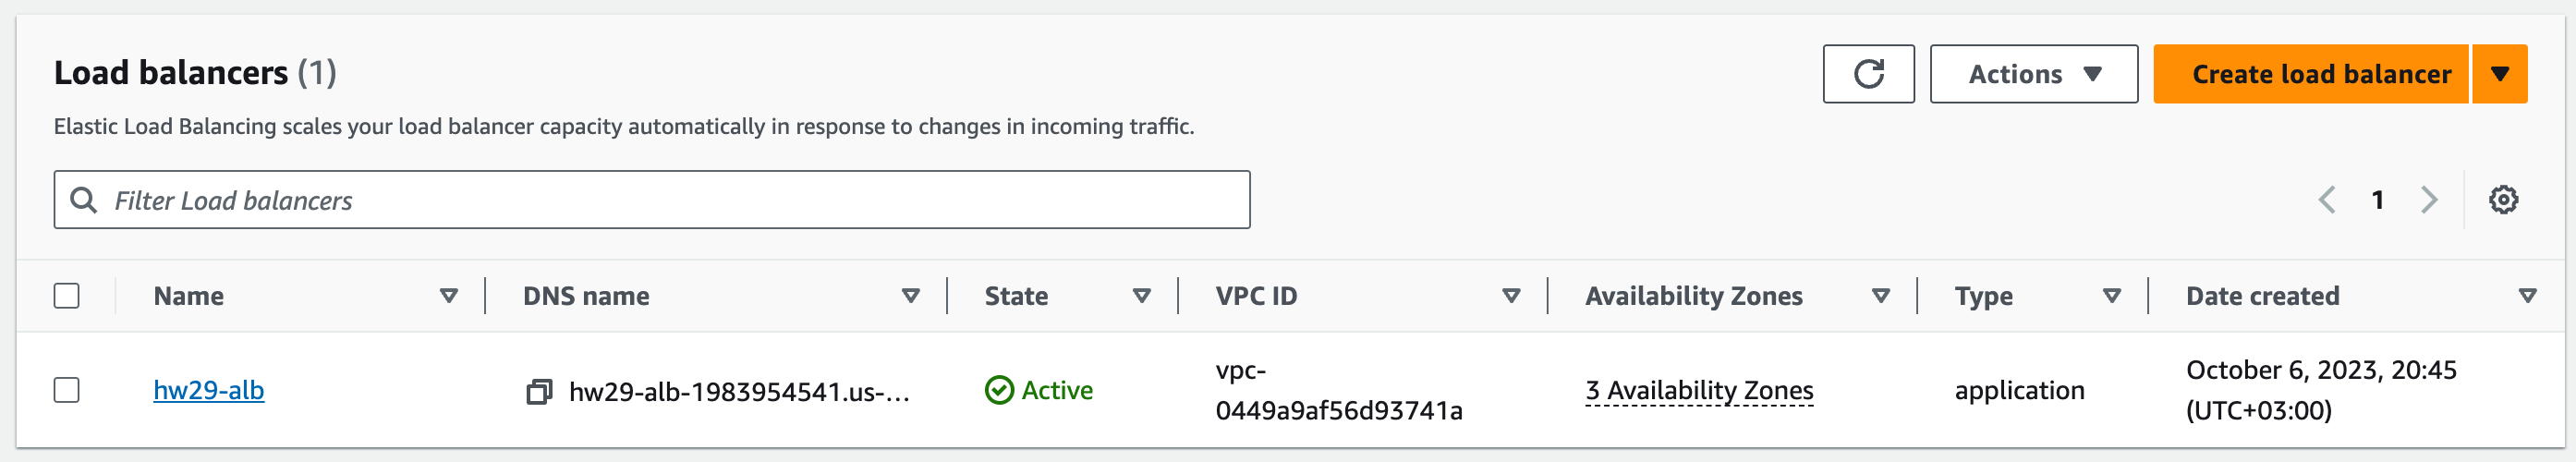 Load balancers (1)
Actions
Create load balancer
Elastic Load Balancing scales your load balancer capacity automatically in response to changes in incoming traffic.
Filter Load balancers
1
Name
DNS name
State
VPC ID
Availability Zones
Type
Date created
hw29-alb
hw29-alb-1983954541.us-...
Active
vpc-
0449a9af56d93741a
3 Availability Zones
application
October 6, 2023, 20:45
(UTC+03:00)